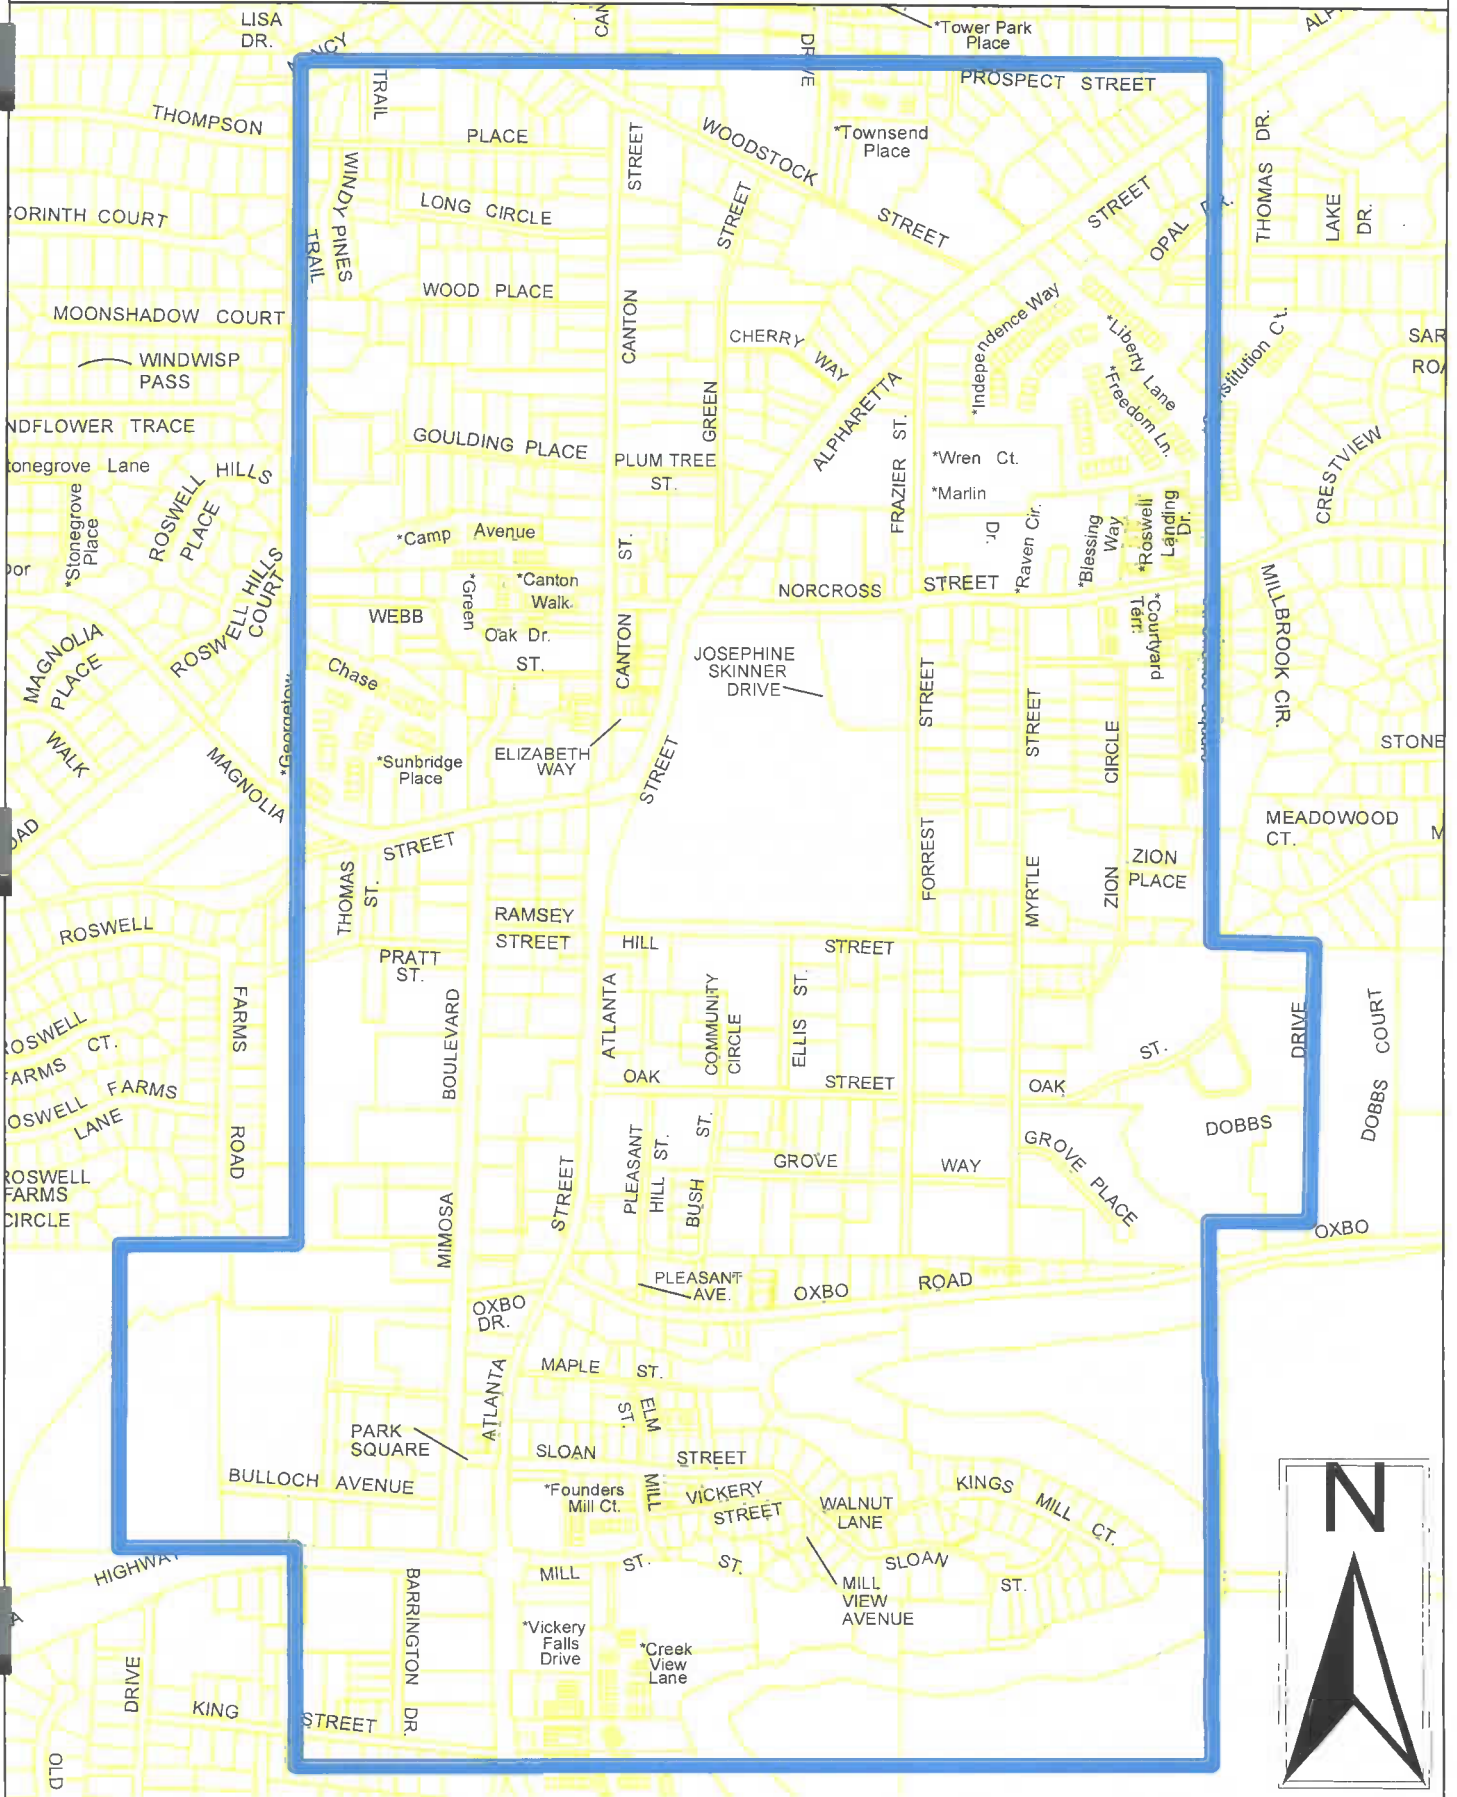 LISA
DR.
*Tower Park
Place
DRIVE
PROSPECT STREET
TRAIL
THOMPSON
PLACE
STREET
WOODSTOCK
*Townsend
Place
THOMAS DR.
WINDY PINES
TRAIL
LONG CIRCLE
STREET
STREET
STREET
OPAL DR.
LAKE
DR.
CORINTH COURT
WOOD PLACE
MOONSHADOW COURT
CANTON
CHERRY WAY
*Independence Way
*Liberty Lane
*Freedom Ln.
WINDWISP
PASS
SAR
GREEN
ALPHARETTA
FRAZIER ST.
NDFLOWER TRACE
GOULDING PLACE
PLUM TREE
ST.
*Wren Ct.
*Marlin
Dr.
CRESTVIEW
tonegrove Lane
ROSWELL HILLS
PLACE
*Stonegrove
Place
*Camp Avenue
ST.
*Raven Cir.
*Blessing
Way
*Roswell
Landing
Dr.
*Green
Oak Dr.
*Canton
Walk
NORCROSS
STREET
WEBB
ST.
ROSWELL HILLS
COURT
MAGNOLIA
PLACE
CANTON
*Courtyard
Terr.
MILLBROOK CIR.
JOSEPHINE
SKINNER
DRIVE
Chase
STREET
STREET
CIRCLE
WALK
MAGNOLIA
*Georgetow
*Sunbridge
Place
ELIZABETH
WAY
STREET
STONE
STREET
MEADOWOOD
CT.
M
OAD
THOMAS
ST.
FORREST
MYRTLE
ZION
ZION
PLACE
ROSWELL
RAMSEY
STREET
HILL
STREET
PRATT
ST.
FARMS
BOULEVARD
ATLANTA
COMMUNITY
CIRCLE
ELLIS ST.
ST.
DRIVE
DOBBS COURT
ROSWELL
FARMS CT.
OAK
STREET
OAK
ROSWELL FARMS
LANE
ROAD
DOBBS
PLEASANT
HILL ST.
BUSH ST.
GROVE
WAY
GROVE PLACE
ROSWELL
FARMS
CIRCLE
MIMOSA
STREET
OXBO
PLEASANT
AVE.
OXBO
ROAD
OXBO
DR.
ATLANTA
MAPLE ST.
ELM
ST.
PARK
SQUARE
SLOAN
STREET
BULLOCH AVENUE
*Founders
Mill Ct.
MILL
VICKERY
STREET
WALNUT
LANE
KINGS MILL CT.
N
HIGHWAY
MILL
ST.
ST.
SLOAN
ST.
MILL
VIEW
AVENUE
BARRINGTON DR.
*Vickery
Falls
Drive
*Creek
View
Lane
DRIVE
KING
STREET
OLD